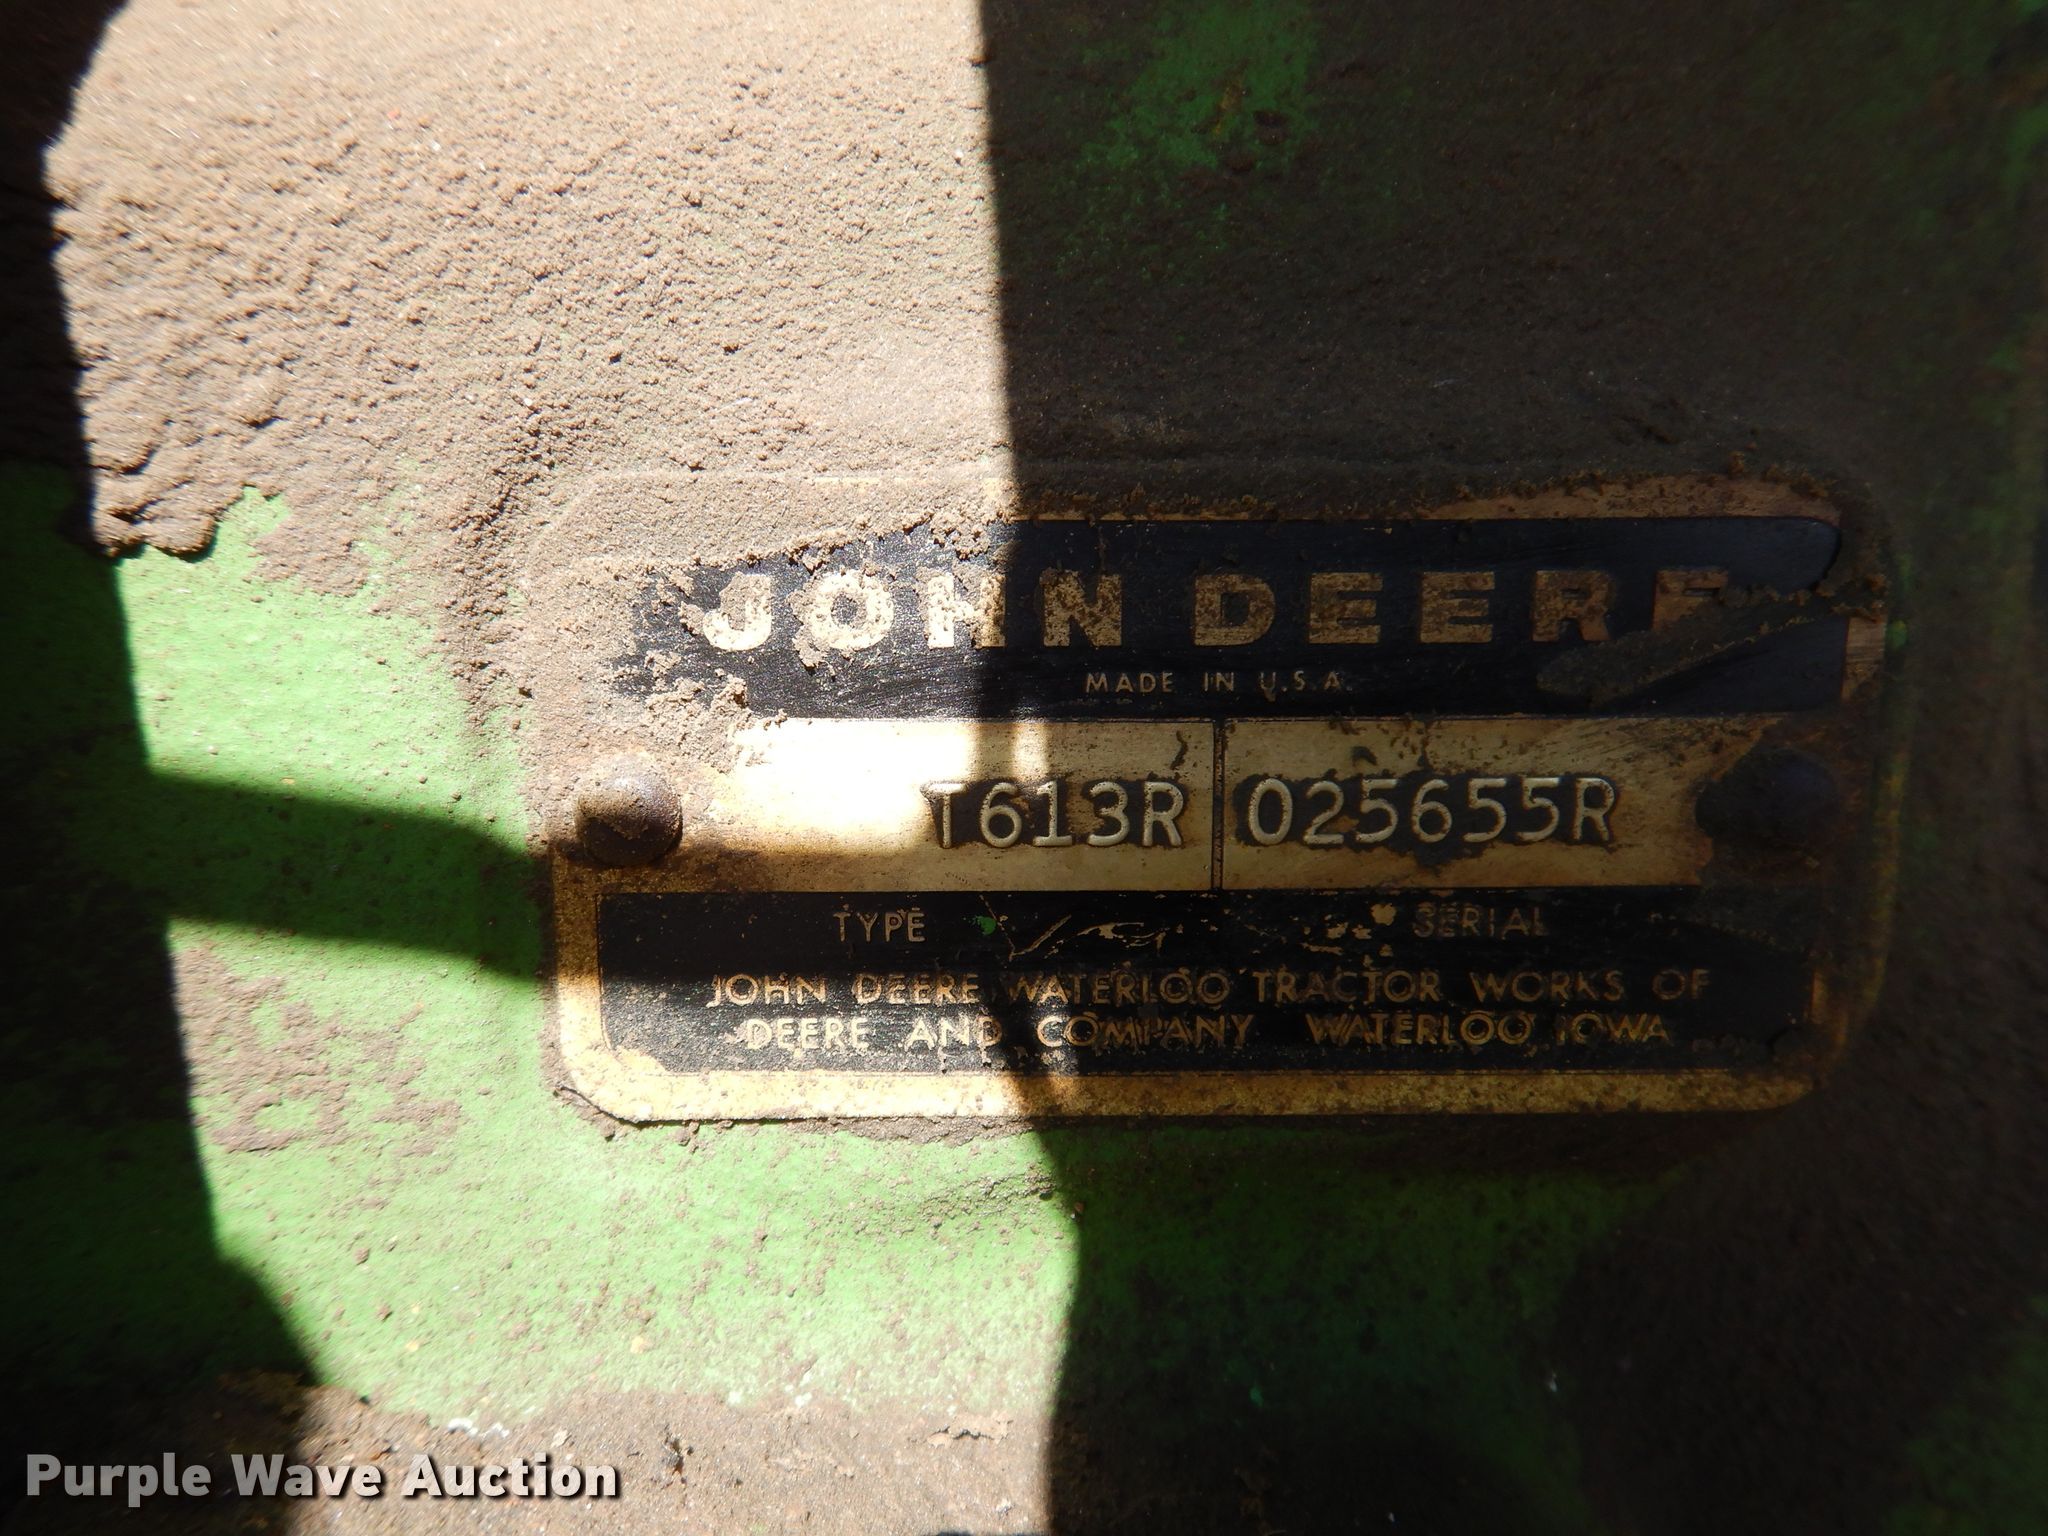 JOHN DEERE
MADE IN U.S.A.
T613R 025655R
TYPE SERIAL
JOHN DEERE WATERLOO TRACTOR WORKS OF
DEERE AND COMPANY WATERLOO IOWA
Purple Wave Auction